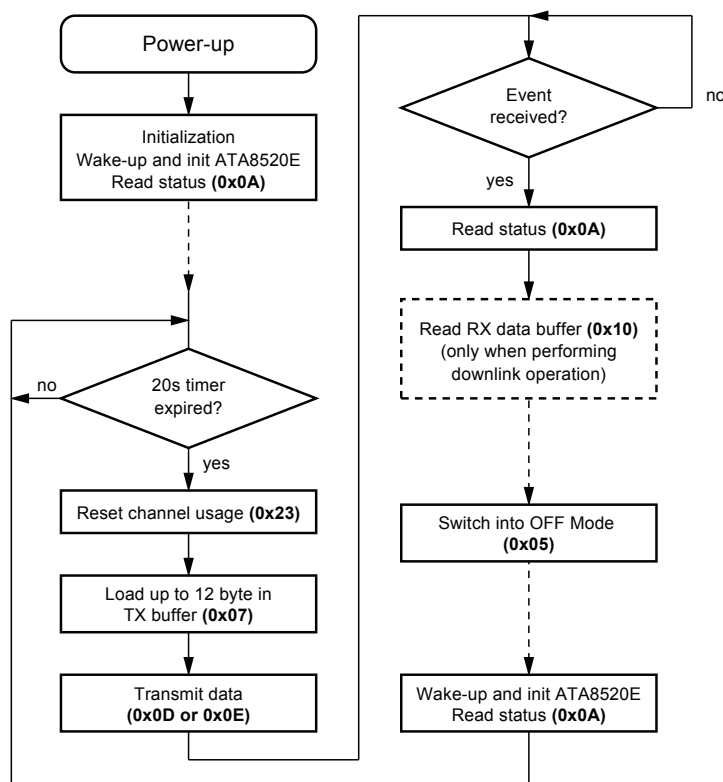 Power-up
Initialization
Wake-up and init ATA8520E
Read status (0x0A)
20s timer
expired?
no
yes
Reset channel usage (0x23)
Load up to 12 byte in
TX buffer (0x07)
Transmit data
(0x0D or 0x0E)
Event
received?
no
yes
Read status (0x0A)
Read RX data buffer (0x10)
(only when performing
downlink operation)
Switch into OFF Mode
(0x05)
Wake-up and init ATA8520E
Read status (0x0A)